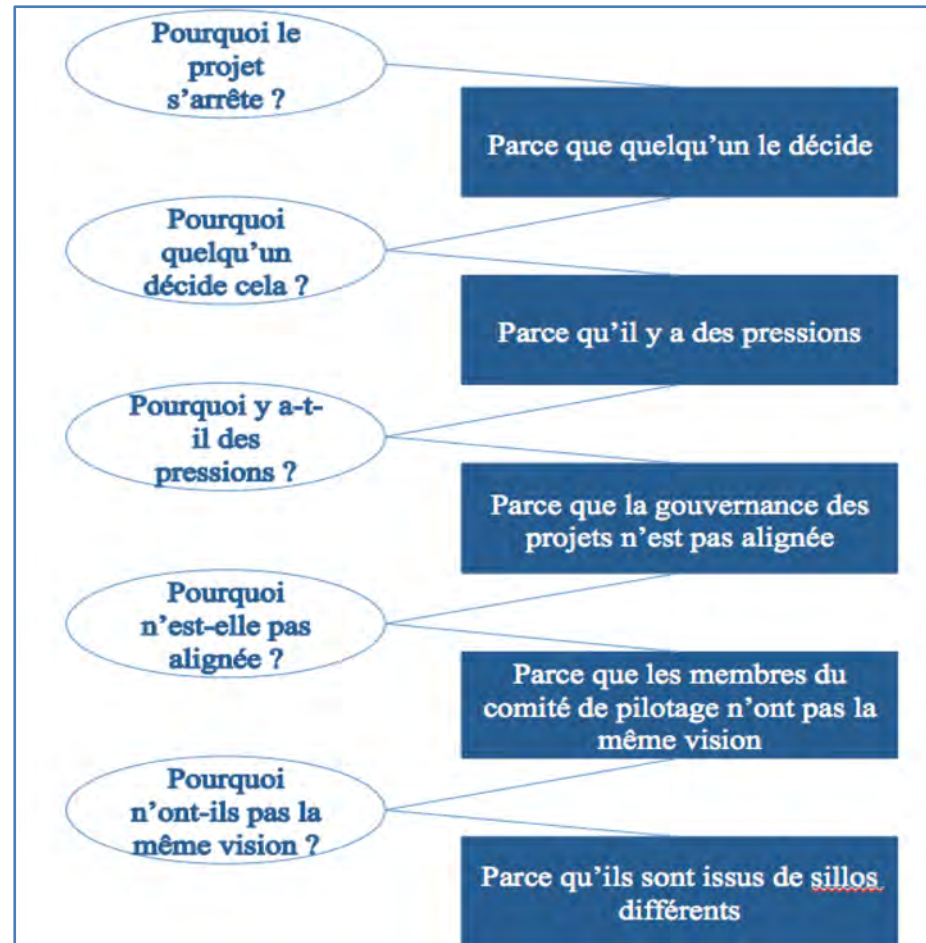 Pourquoi le
projet
s'arrête ?
Parce que quelqu'un le décide
Pourquoi
quelqu'un
décide cela ?
Parce qu'il y a des pressions
Pourquoi y a-t-
il des
pressions ?
Parce que la gouvernance des
projets n'est pas alignée
Pourquoi
n'est-elle pas
alignée ?
Parce que les membres du
comité de pilotage n'ont pas la
même vision
Pourquoi
n'ont-ils pas la
même vision ?
Parce qu'ils sont issus de sillos
différents